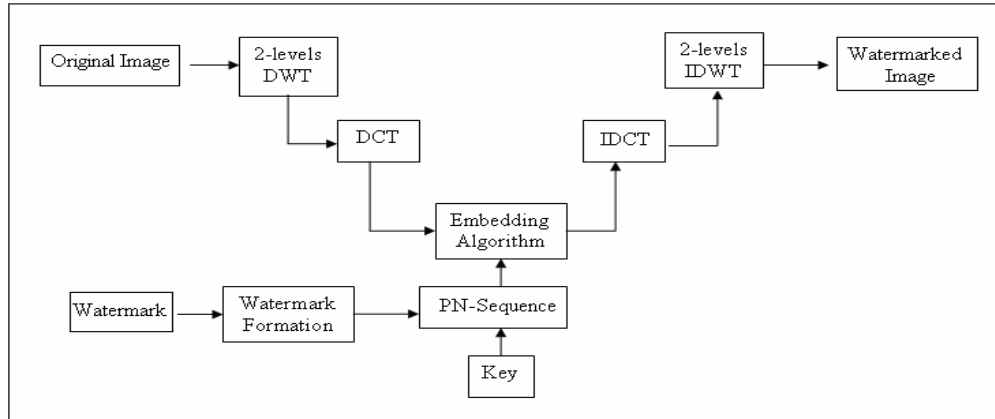 Original Image
2-levels
DWT
2-levels
IDWT
Watermarked
Image
DCT
IDCT
Embedding
Algorithm
Watermark
Watermark
Formation
PN-Sequence
Key